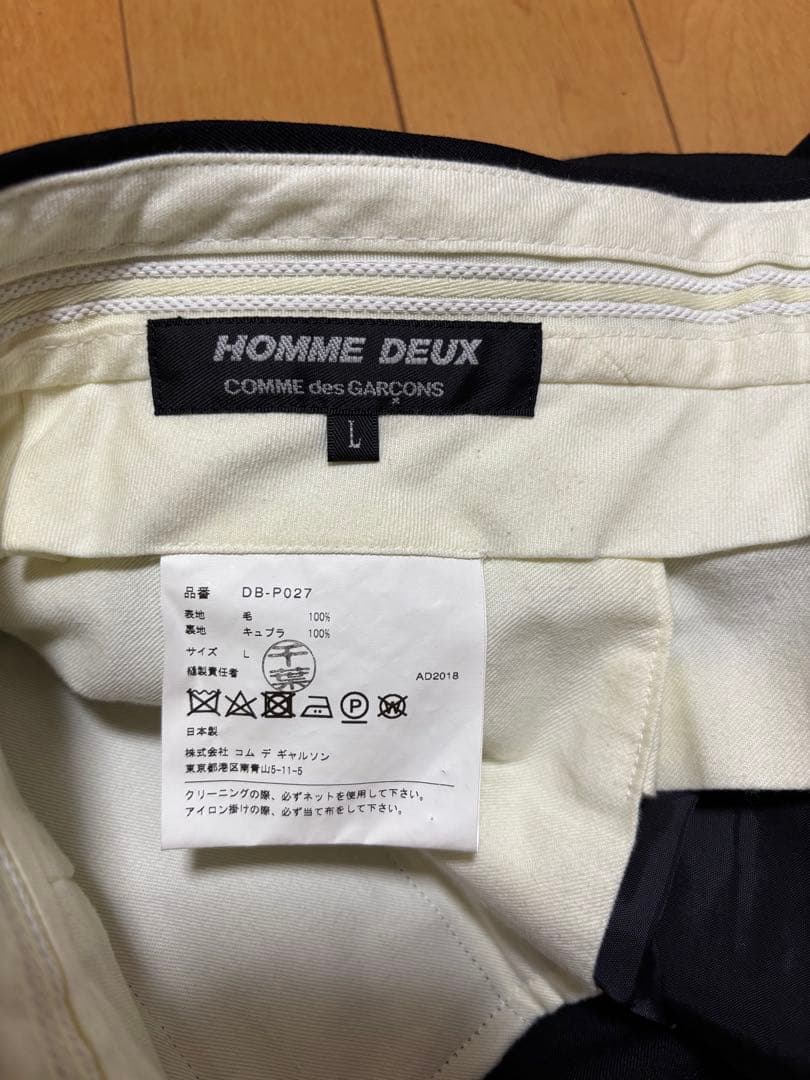 HOMME DEUX
COMME des GARÇONS
L
品番 DB-P027
表地 毛 100%
裏地 キュプラ 100%
サイズ L
縫製責任者 千葉 AD2018
P W
日本製
株式会社 コム デ ギャルソン
東京都港区南青山5-11-5
クリーニングの際、必ずネットを使用して下さい。
アイロン掛けの際、必ず当て布をして下さい。